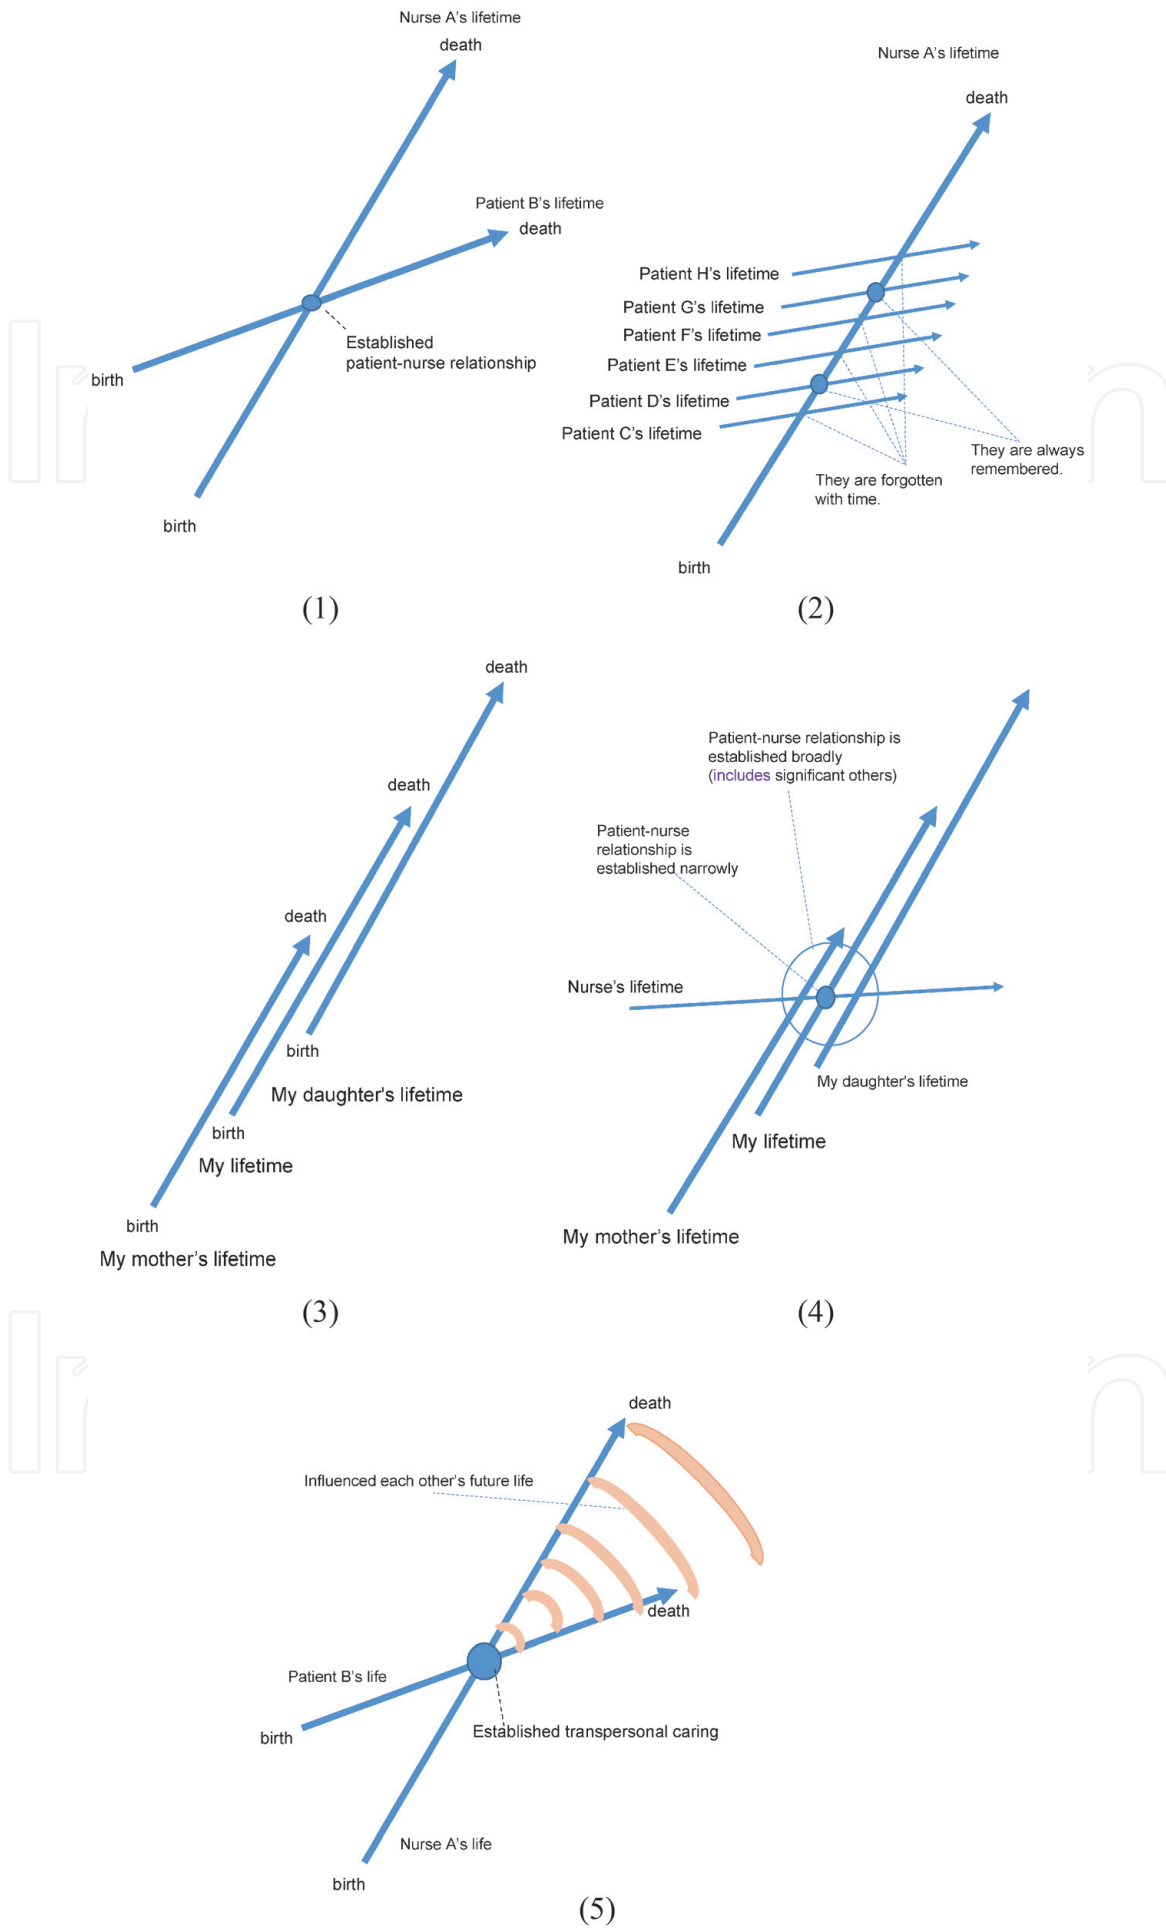 Nurse A's lifetime
death
Patient B's lifetime
death
Established
patient-nurse relationship
birth
birth
(1)
Nurse A's lifetime
death
Patient H's lifetime
Patient G's lifetime
Patient F's lifetime
Patient E's lifetime
Patient D's lifetime
Patient C's lifetime
They are always
remembered.
They are forgotten
with time.
birth
(2)
death
death
death
birth
My daughter's lifetime
birth
My lifetime
birth
My mother's lifetime
(3)
Patient-nurse relationship is
established broadly
(includes significant others)
Patient-nurse
relationship is
established narrowly
Nurse's lifetime
My daughter's lifetime
My lifetime
My mother's lifetime
(4)
death
Influenced each other's future life
death
Patient B's life
birth
Established transpersonal caring
Nurse A's life
birth
(5)